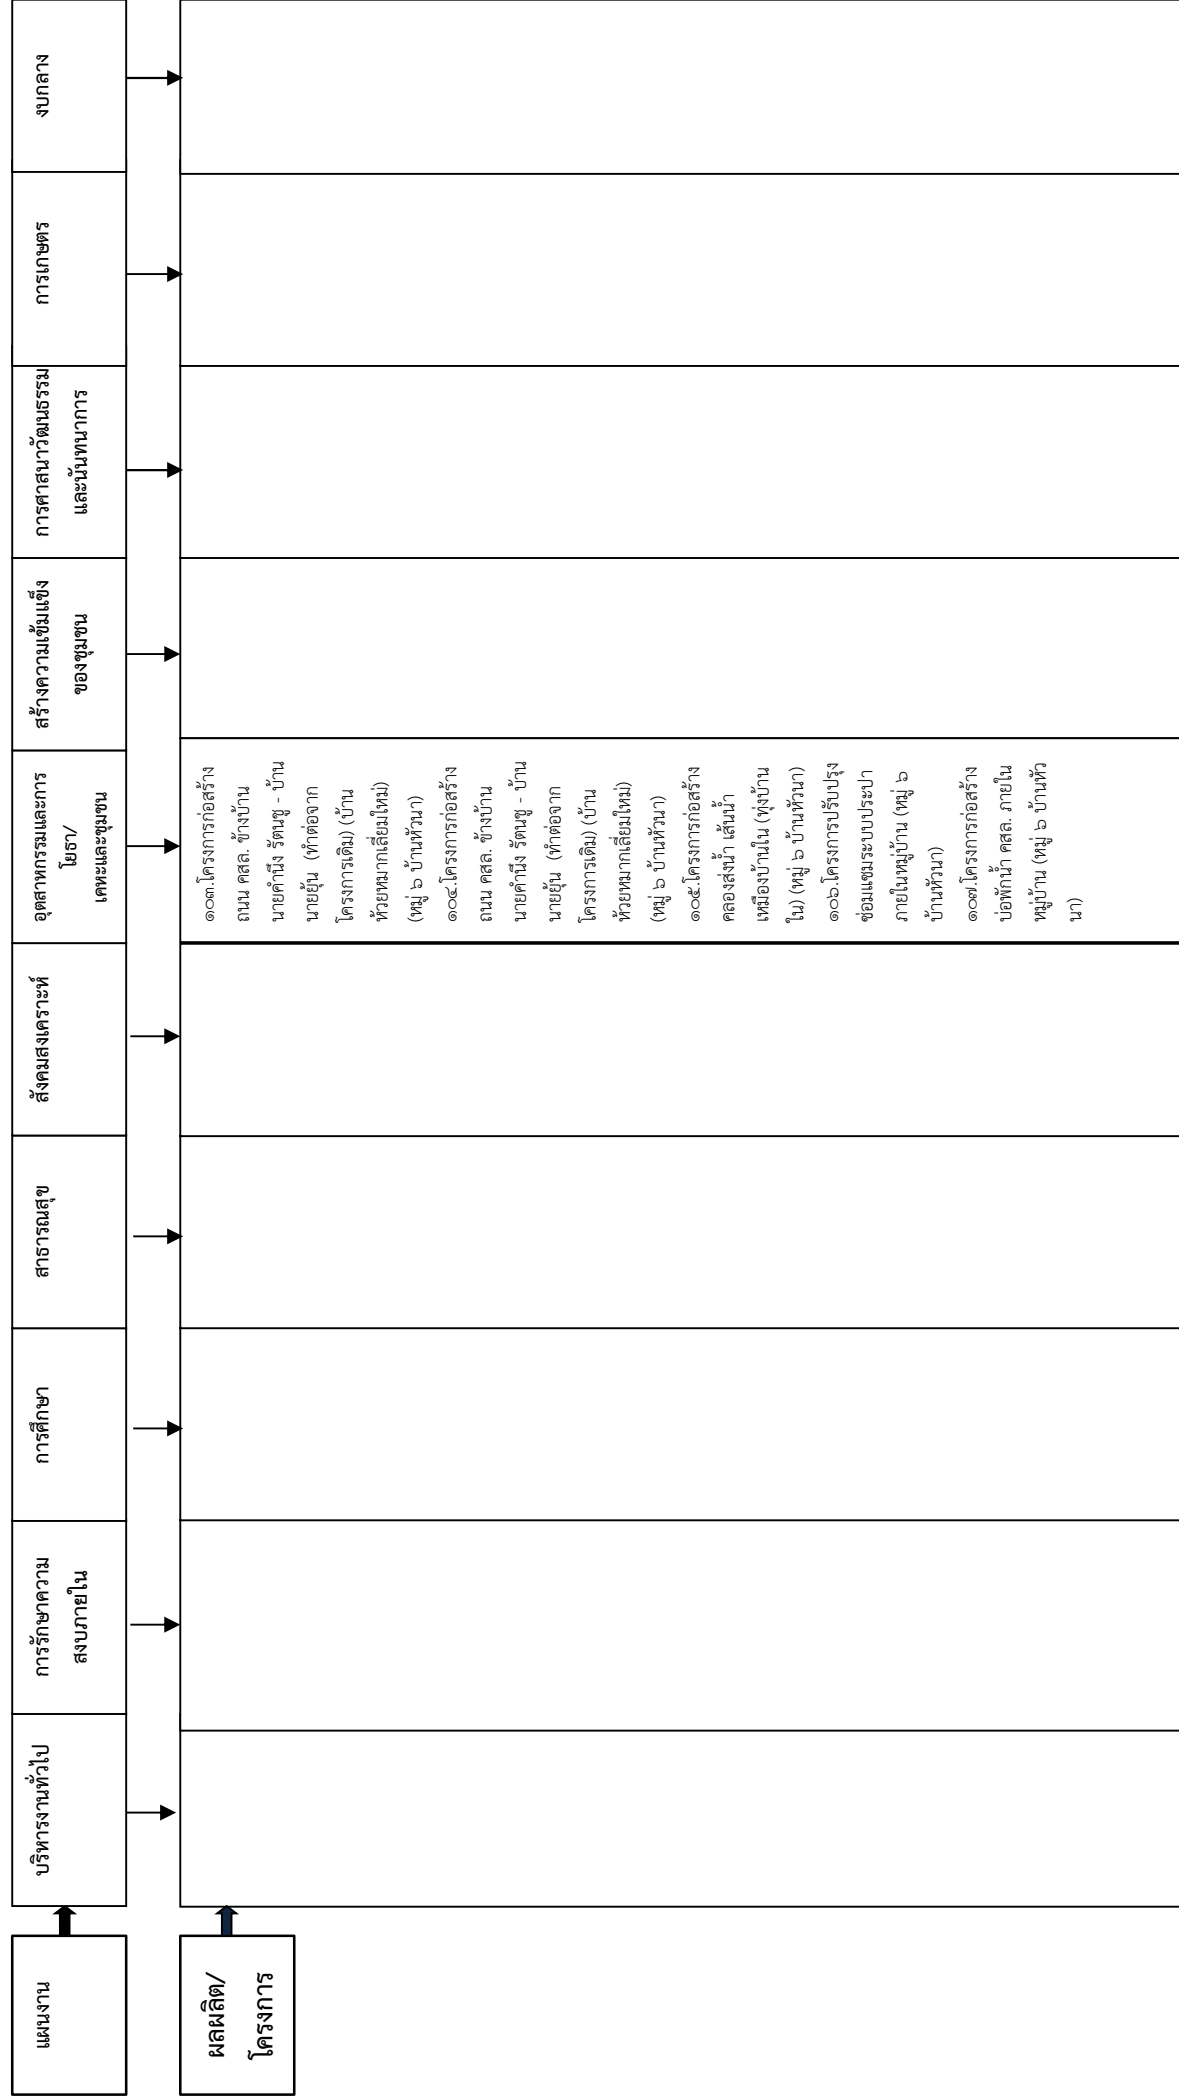 แผนงาน
บริหารงานทั่วไป
การรักษาความ
สงบภายใน
การศึกษา
สาธารณสุข
สังคมสงเคราะห์
อุตสาหกรรมและการ
โยธา/
เคหะและชุมชน
สร้างความเข้มแข็ง
ของชุมชน
การศาสนาวัฒนธรรม
และนันทนาการ
การเกษตร
งบกลาง
ผลผลิต/
โครงการ
๑๐๓.โครงการก่อสร้าง
ถนน คสล. ข้างบ้าน
นายคำนึง รัตนชู - บ้าน
นายยุ้น (ทำต่อจาก
โครงการเดิม) (บ้าน
ห้วยหมากเลี่ยมใหม่)
(หมู่ ๖ บ้านหัวนา)
๑๐๔.โครงการก่อสร้าง
ถนน คสล. ข้างบ้าน
นายคำนึง รัตนชู - บ้าน
นายยุ้น (ทำต่อจาก
โครงการเดิม) (บ้าน
ห้วยหมากเลี่ยมใหม่)
(หมู่ ๖ บ้านหัวนา)
๑๐๕.โครงการก่อสร้าง
คลองส่งน้ำ เส้นน้ำ
เหมืองบ้านใน (ทุ่งบ้าน
ใน) (หมู่ ๖ บ้านหัวนา)
๑๐๖.โครงการปรับปรุง
ซ่อมแซมระบบประปา
ภายในหมู่บ้าน (หมู่ ๖
บ้านหัวนา)
๑๐๗.โครงการก่อสร้าง
บ่อพักน้ำ คสล. ภายใน
หมู่บ้าน (หมู่ ๖ บ้านหัว
นา)